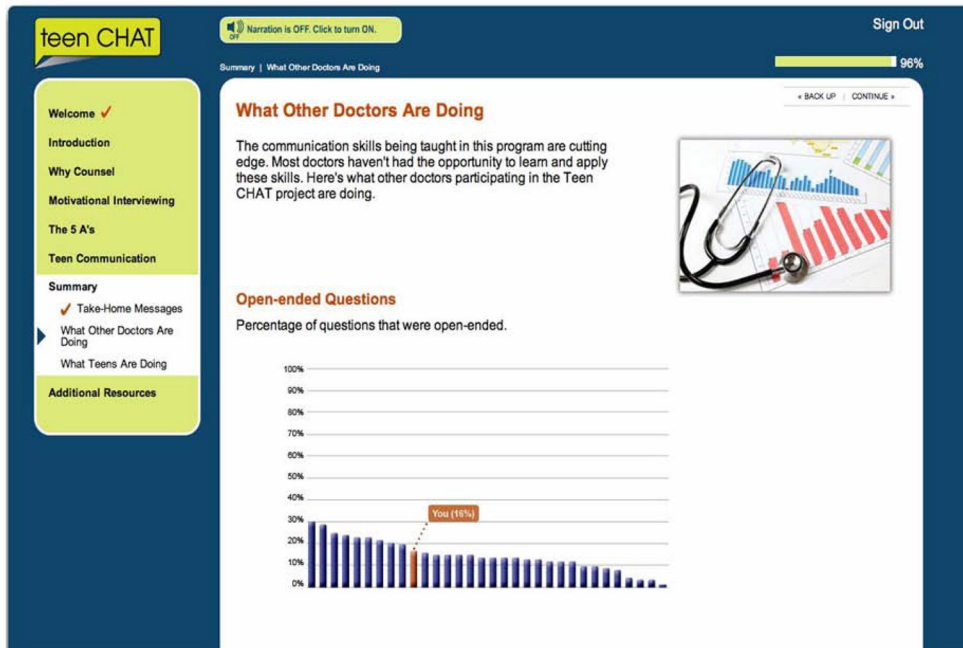 teen CHAT
OFF
Narration is OFF. Click to turn ON.
Sign Out
Summary | What Other Doctors Are Doing
96%
Welcome
Introduction
Why Counsel
Motivational Interviewing
The 5 A's
Teen Communication
Summary
Take-Home Messages
What Other Doctors Are
Doing
What Teens Are Doing
Additional Resources
« BACK UP | CONTINUE »
What Other Doctors Are Doing
The communication skills being taught in this program are cutting
edge. Most doctors haven't had the opportunity to learn and apply
these skills. Here's what other doctors participating in the Teen
CHAT project are doing.
Open-ended Questions
Percentage of questions that were open-ended.
100%
90%
80%
70%
60%
50%
40%
30%
20%
10%
0%
You (16%)